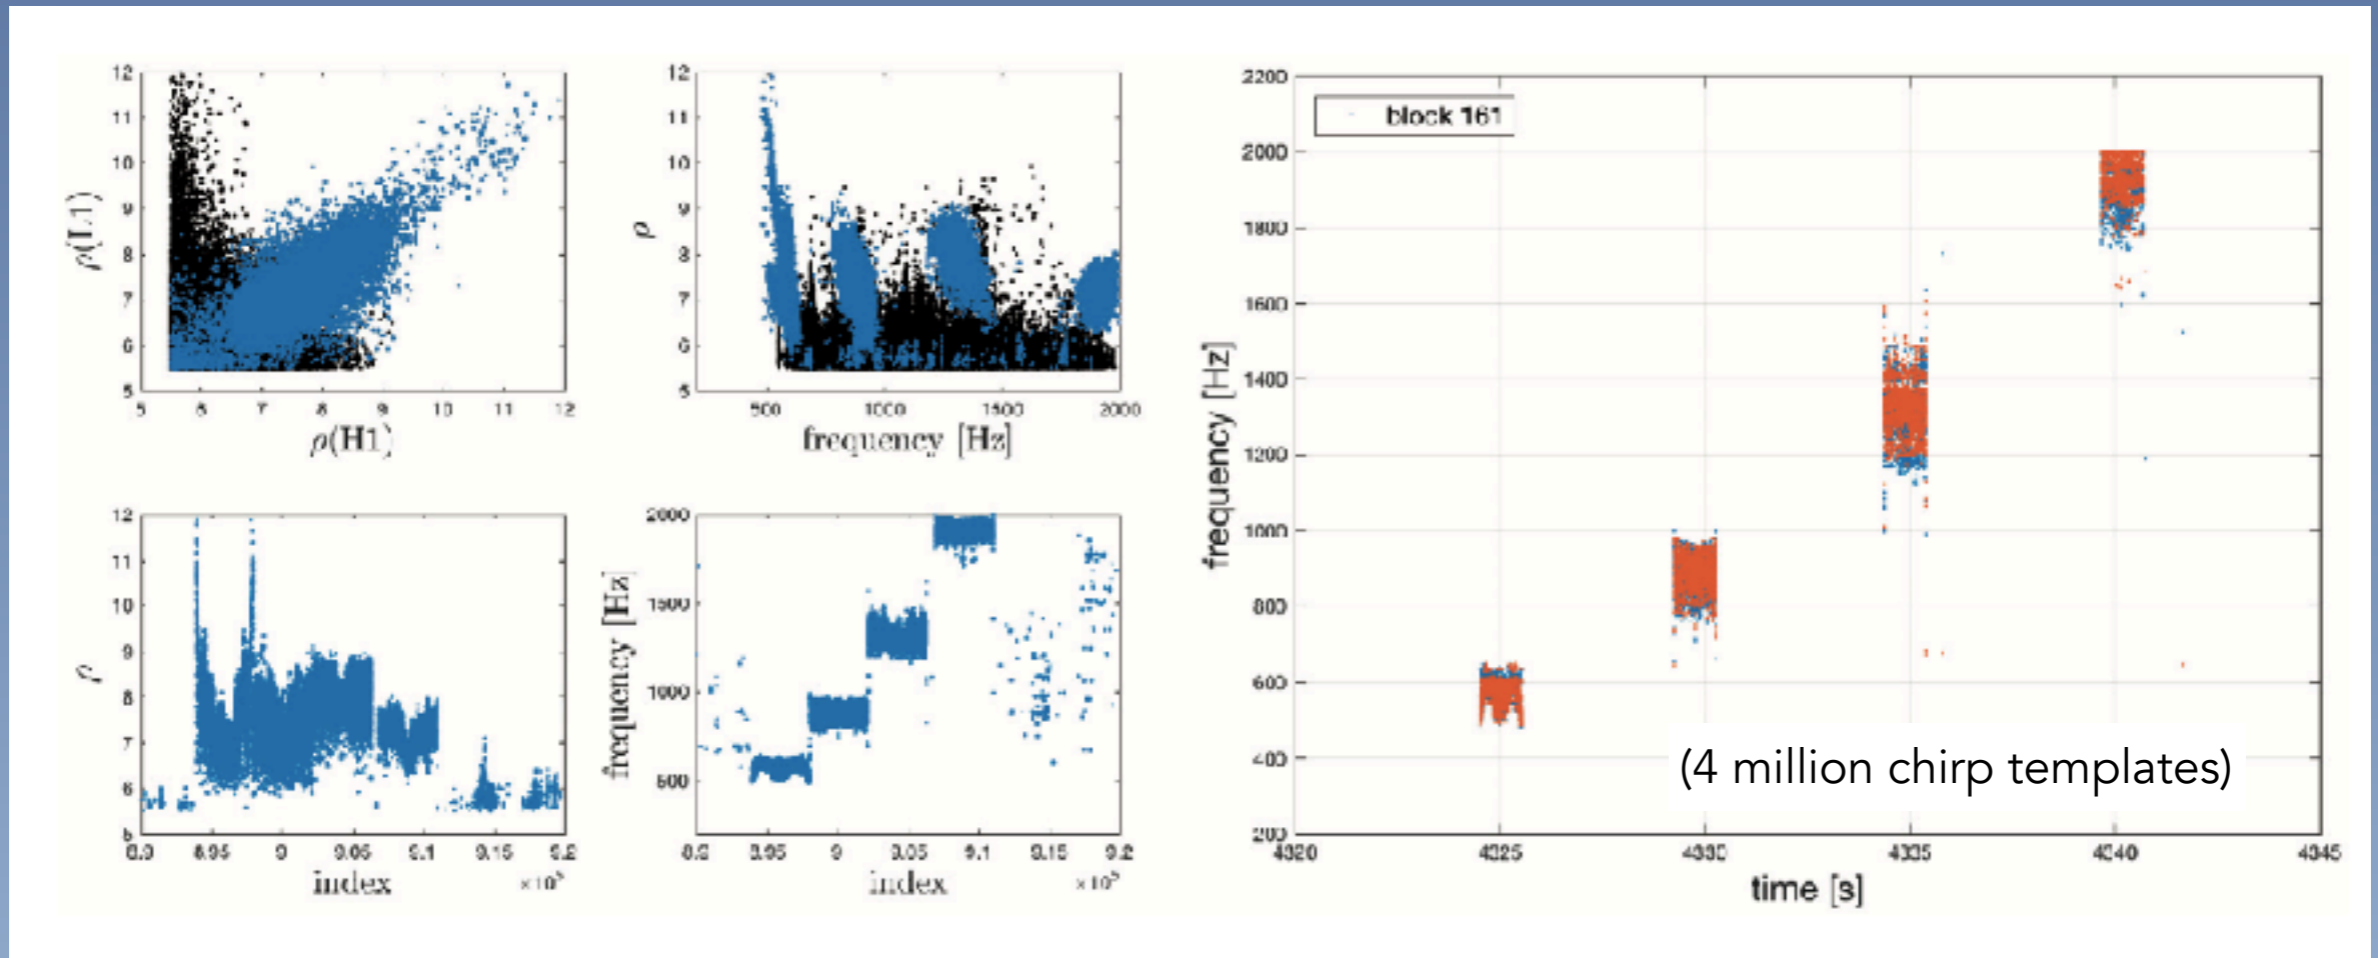 12
11
10
9
8
7
6
5
5 6 7 8 9 10 11 12
ρ(L1)
ρ(H1)
12
11
10
9
8
7
6
5
500 1000 1500 2000
ρ
frequency [Hz]
12
11
10
9
8
7
6
5
8.9 8.95 9 9.05 9.1 9.15 9.2
ρ
index
×10⁵
2000
1500
1000
500
8.9 8.95 9 9.05 9.1 9.15 9.2
frequency [Hz]
index
×10⁵
block 161
2200
2000
1800
1600
1400
1200
1000
800
600
400
200
frequency [Hz]
(4 million chirp templates)
4320 4325 4330 4335 4340 4345
time [s]